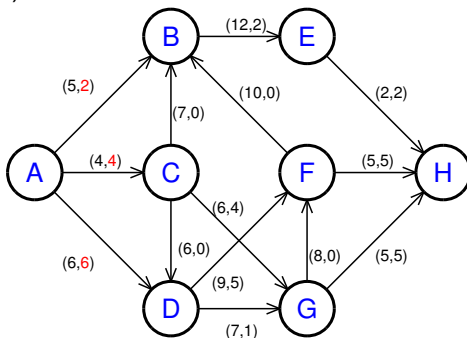 (12,2)
B E
(5,2) (10,0) (2,2)
(7,0)
A (4,4) C F (5,5) H
(6,4)
(6,6) (6,0) (8,0) (5,5)
(9,5)
D G
(7,1)